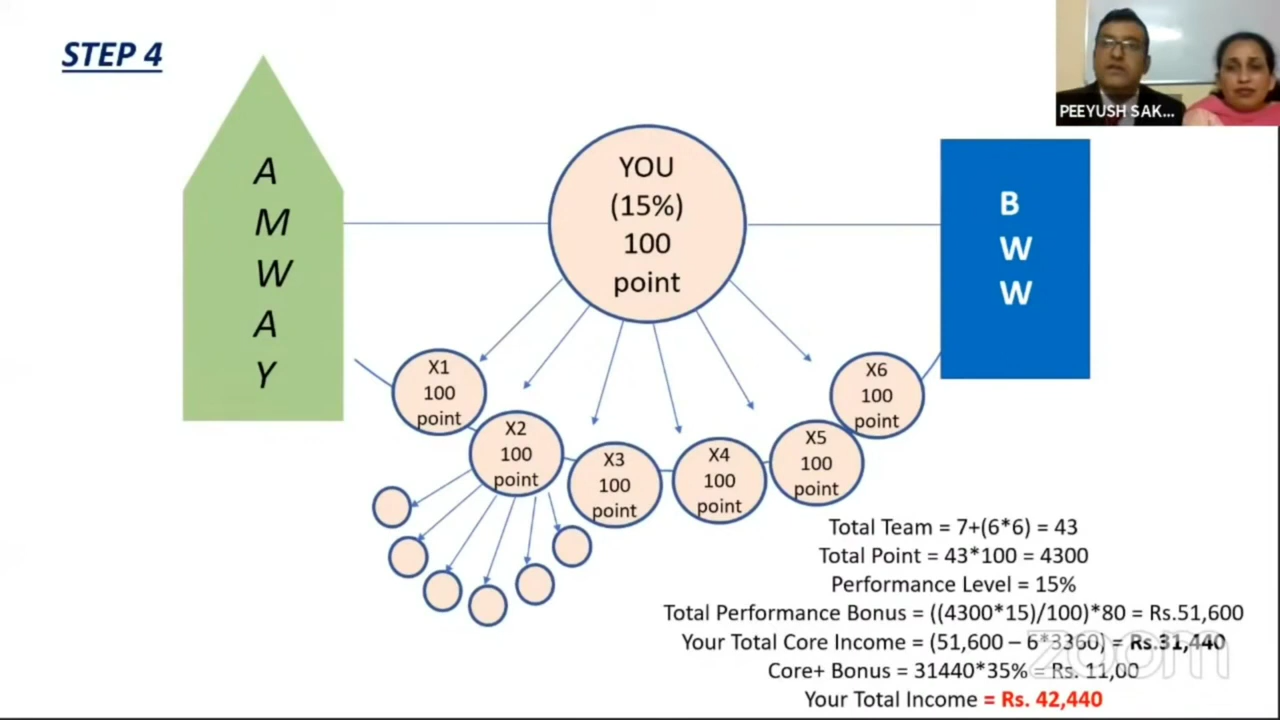 STEP 4
PEEYUSH SAK...
A
M
W
A
Y
YOU
(15%)
100
point
B
W
W
X1
100
point
X2
100
point
X3
100
point
X4
100
point
X5
100
point
X6
100
point
Total Team = 7+(6*6) = 43
Total Point = 43*100 = 4300
Performance Level = 15%
Total Performance Bonus = ((4300*15)/100)*80 = Rs.51,600
Your Total Core Income = (51,600 – 6*3360) = Rs.31,440
Core+ Bonus = 31440*35% = Rs. 11,00
Your Total Income = Rs. 42,440
zoom